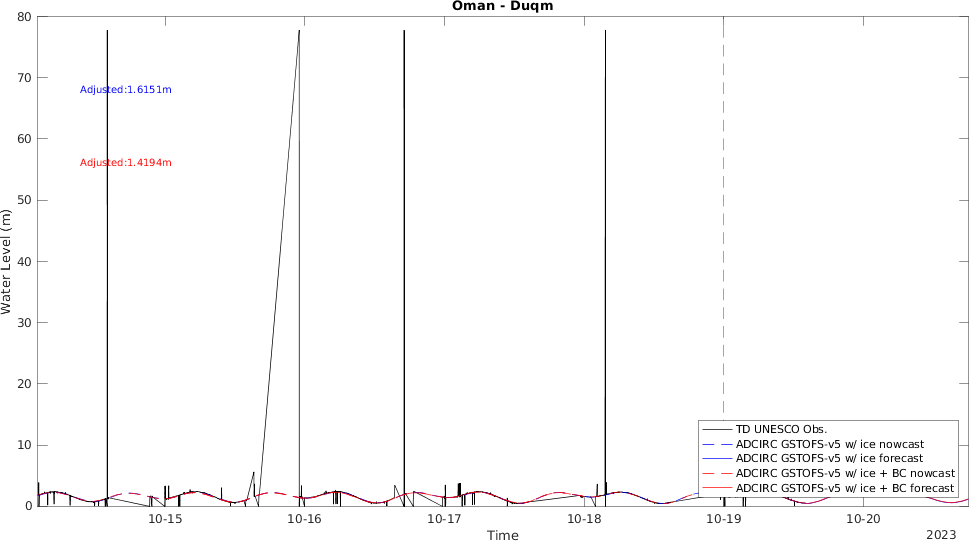 Oman - Duqm
80
70
60
50
40
30
20
10
0
Water Level (m)
Adjusted:1.6151m
Adjusted:1.4194m
TD UNESCO Obs.
ADCIRC GSTOFS-v5 w/ ice nowcast
ADCIRC GSTOFS-v5 w/ ice forecast
ADCIRC GSTOFS-v5 w/ ice + BC nowcast
ADCIRC GSTOFS-v5 w/ ice + BC forecast
10-15 10-16 10-17 10-18 10-19 10-20
Time
2023